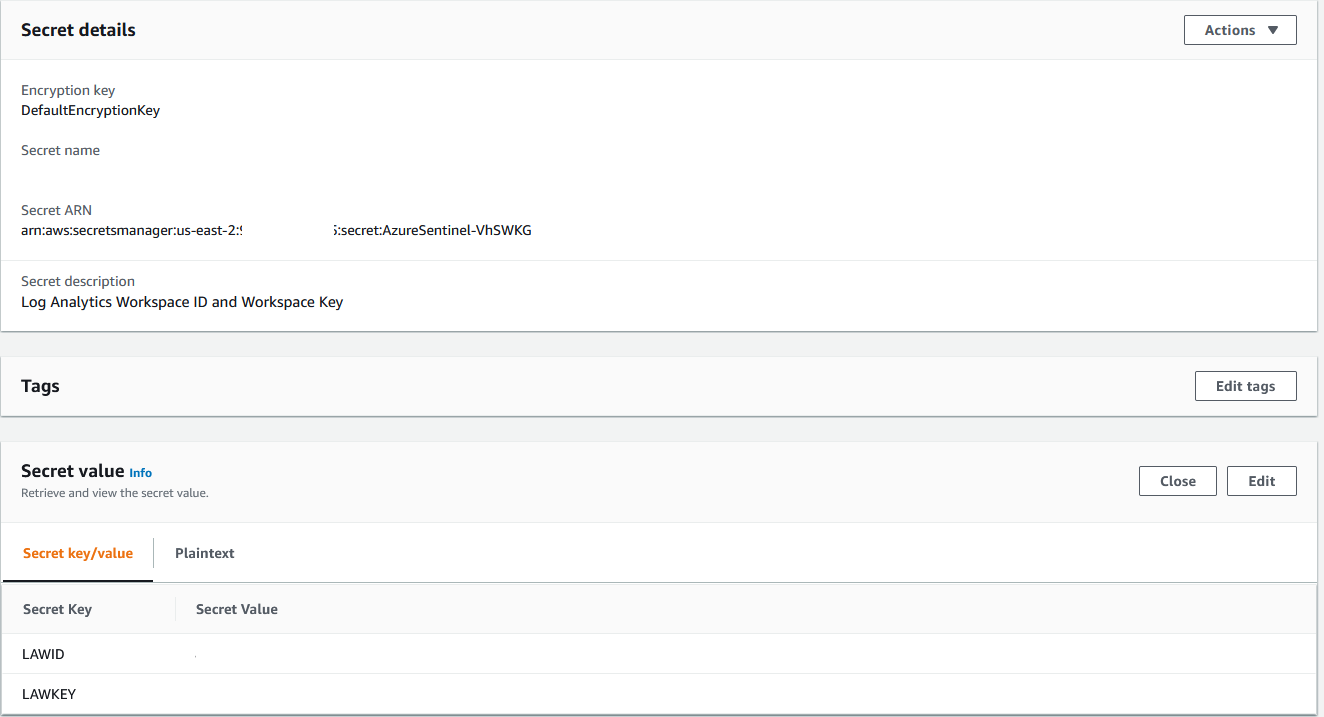 Secret details
Actions
Encryption key
DefaultEncryptionKey
Secret name
Secret ARN
arn:aws:secretsmanager:us-east-2: :secret:AzureSentinel-VhSWKG
Secret description
Log Analytics Workspace ID and Workspace Key
Tags
Edit tags
Secret value Info
Retrieve and view the secret value.
Close Edit
Secret key/value Plaintext
Secret Key Secret Value
LAWID
LAWKEY